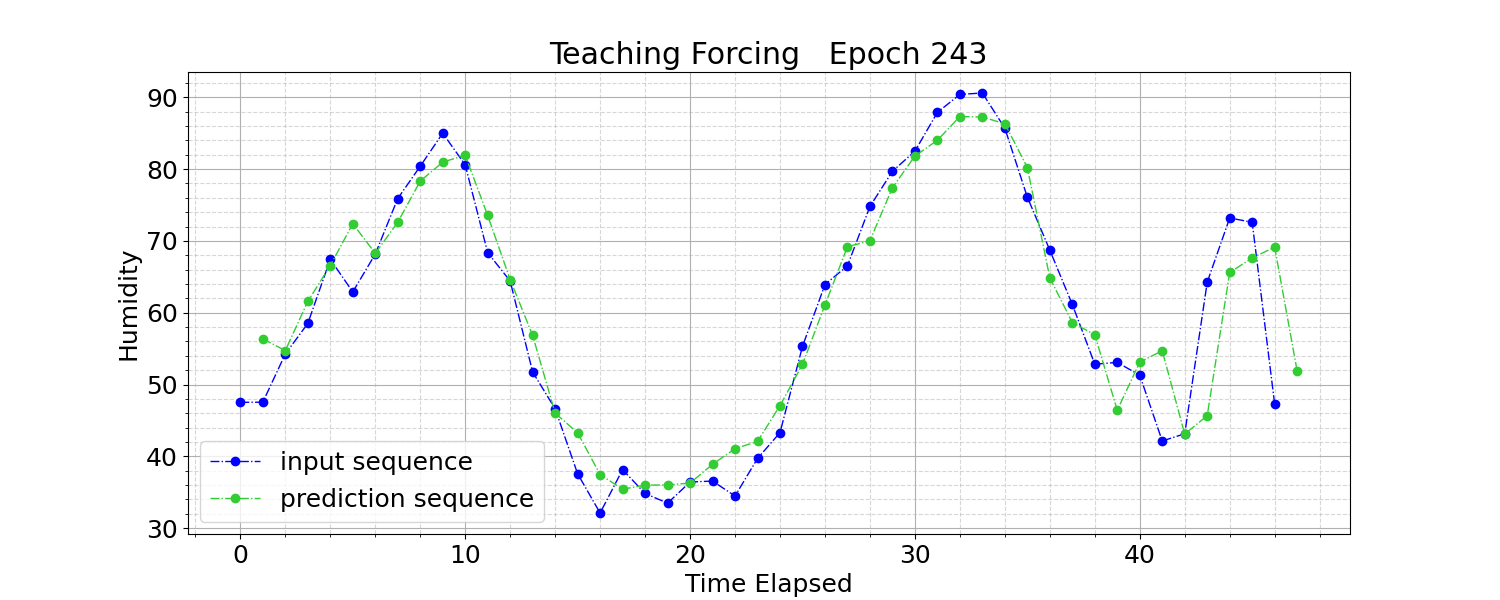 Teaching Forcing   Epoch 243
Humidity
90
80
70
60
50
40
30
input sequence
prediction sequence
0 10 20 30 40
Time Elapsed